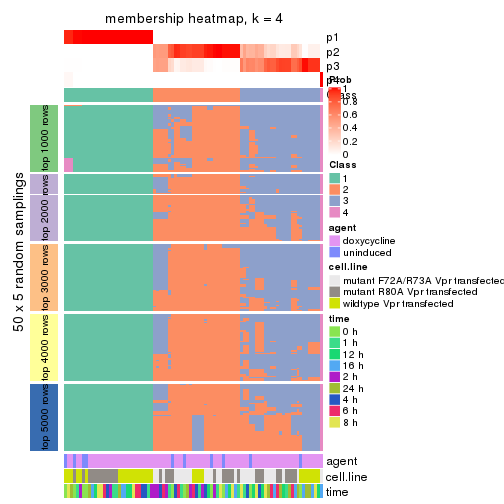 membership heatmap, k = 4
p1
p2
p3
p4
Prob
Class
1
0.8
0.6
0.4
0.2
0
Class
1
2
3
4
agent
doxycycline
uninduced
cell.line
mutant F72A/R73A Vpr transfected
mutant R80A Vpr transfected
wildtype Vpr transfected
time
0 h
1 h
12 h
16 h
2 h
24 h
4 h
6 h
8 h
50 x 5 random samplings
top 1000 rows
top 2000 rows
top 3000 rows
top 4000 rows
top 5000 rows
agent
cell.line
time